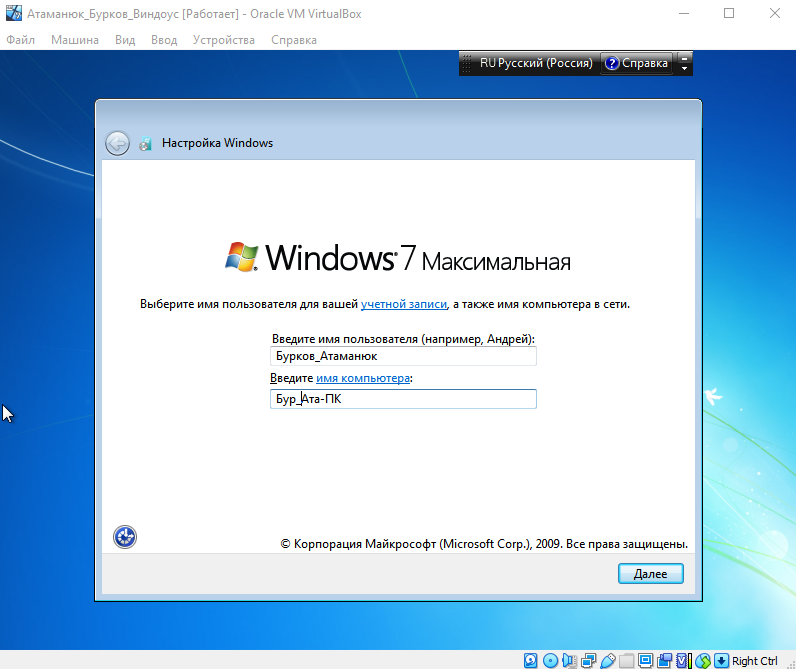 Атаманюк_Бурков_Виндоус [Работает] - Oracle VM VirtualBox
Файл Машина Вид Ввод Устройства Справка
RU Русский (Россия) ? Справка
Настройка Windows
Windows 7 Максимальная
Выберите имя пользователя для вашей учетной записи, а также имя компьютера в сети.
Введите имя пользователя (например, Андрей):
Бурков_Атаманюк
Введите имя компьютера:
Бур_Ата-ПК
© Корпорация Майкрософт (Microsoft Corp.), 2009. Все права защищены.
Далее
Right Ctrl